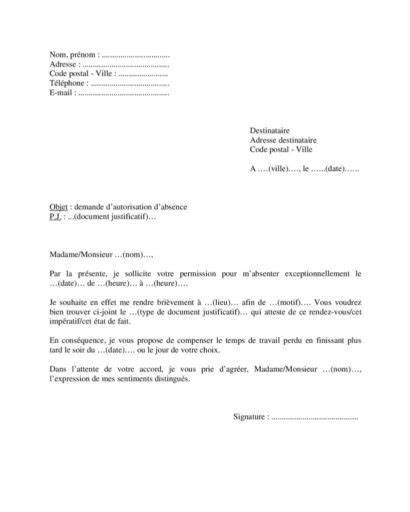 Nom, prénom : ..................................
Adresse : ...........................................
Code postal - Ville : .........................
Téléphone : .......................................
E-mail : .............................................
Destinataire
Adresse destinataire
Code postal - Ville
A ….(ville)…., le ……(date)……
Objet : demande d’autorisation d’absence
P.J. : ...(document justificatif)…
Madame/Monsieur …(nom)…,
Par la présente, je sollicite votre permission pour m’absenter exceptionnellement le
…(date)… de …(heure)… à …(heure)….
Je souhaite en effet me rendre brièvement à …(lieu)… afin de …(motif)…. Vous voudrez
bien trouver ci-joint le …(type de document justificatif)… qui atteste de ce rendez-vous/cet
impératif/cet état de fait.
En conséquence, je vous propose de compenser le temps de travail perdu en finissant plus
tard le soir du …(date)…. ou le jour de votre choix.
Dans l’attente de votre accord, je vous prie d’agréer, Madame/Monsieur …(nom)…,
l’expression de mes sentiments distingués.
Signature : ...........................................